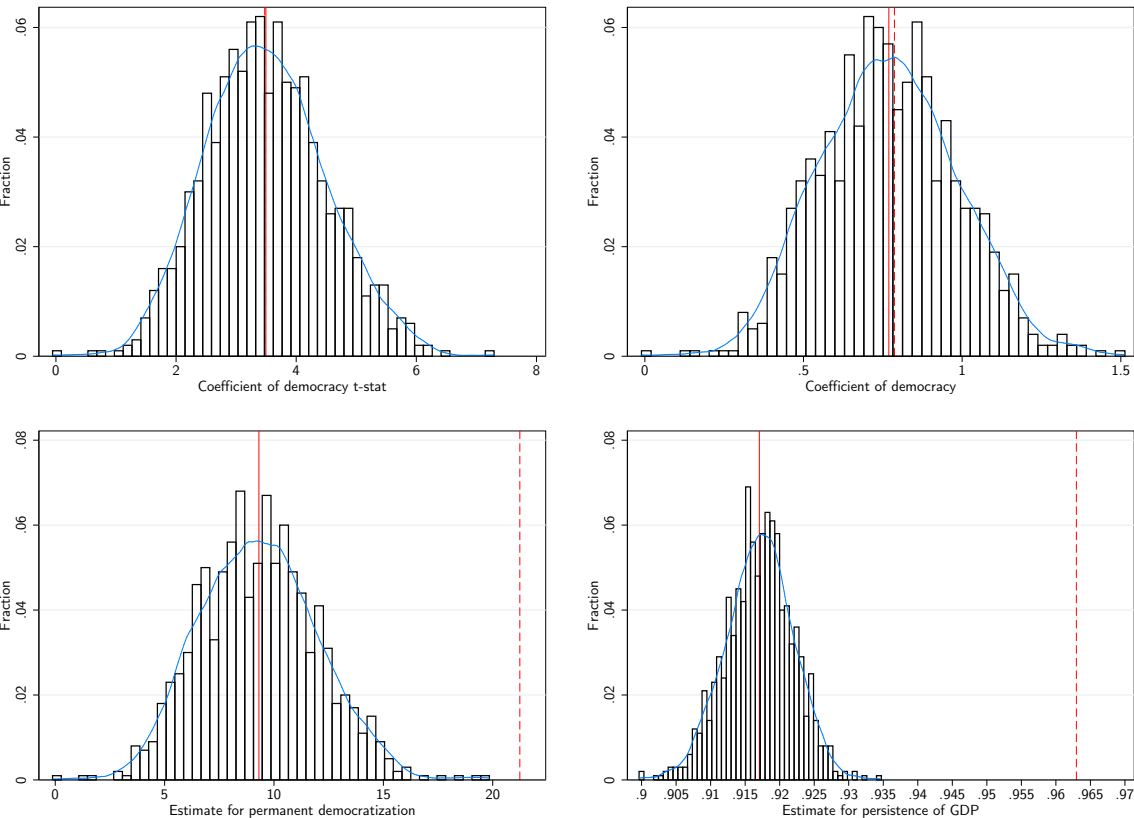 Fraction
.06
.04
.02
0
0 2 4 6 8
Coefficient of democracy t-stat
Fraction
.06
.04
.02
0
0 .5 1 1.5
Coefficient of democracy
Fraction
.08
.06
.04
.02
0
0 5 10 15 20
Estimate for permanent democratization
Fraction
.08
.06
.04
.02
0
.9 .905 .91 .915 .92 .925 .93 .935 .94 .945 .95 .955 .96 .965 .97
Estimate for persistence of GDP